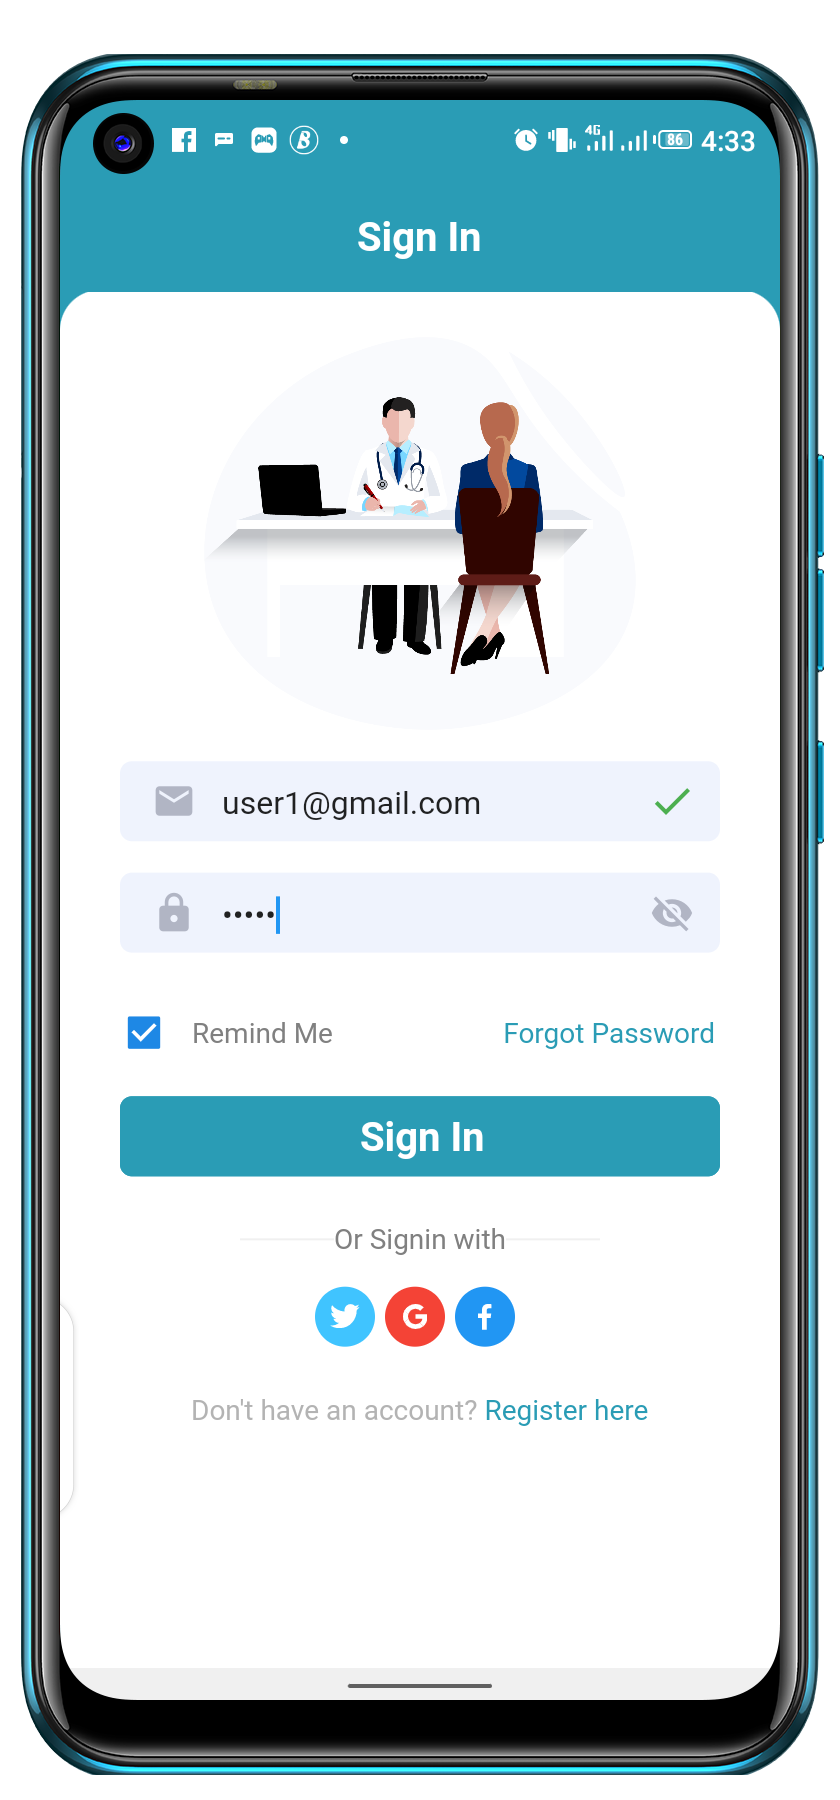 4G 86 4:33
Sign In
user1@gmail.com
•••••
Remind Me Forgot Password
Sign In
Or Signin with
Don't have an account? Register here